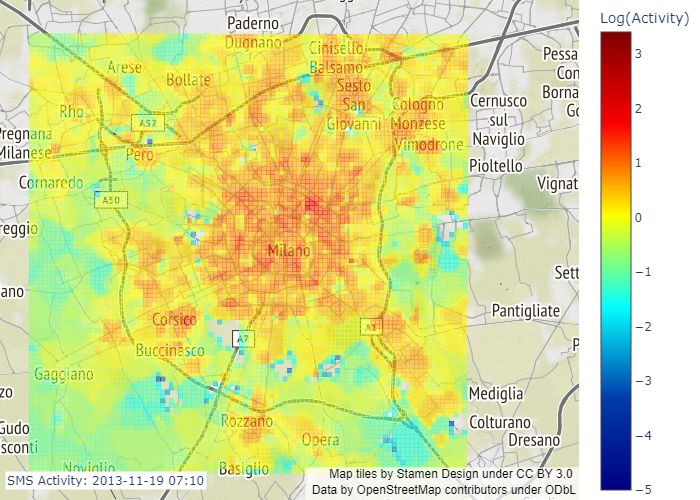 Log(Activity)
3
2
1
0
−1
−2
−3
−4
−5
Paderno
Dugnano
Cinisello
Balsamo
Arese
Bollate
Sesto
San
Giovanni
Rho
A52
Cologno
Monzese
Vimodrone
Cernusco
sul
Naviglio
Pessa
Con
Borna
Go
Pregnana
Milanese
Pero
Pioltello
Cornaredo
A50
Vignat
reggio
Milano
Sett
ano
Corsico
Pantigliate
A7
Buccinasco
P
Gaggiano
zo
Mediglia
Gudo
sconti
Rozzano
Colturano
Opera
Dresano
Noviglio
Basiglio
SMS Activity: 2013-11-19 07:10
Map tiles by Stamen Design under CC BY 3.0
Data by OpenStreetMap contributors under ODbL